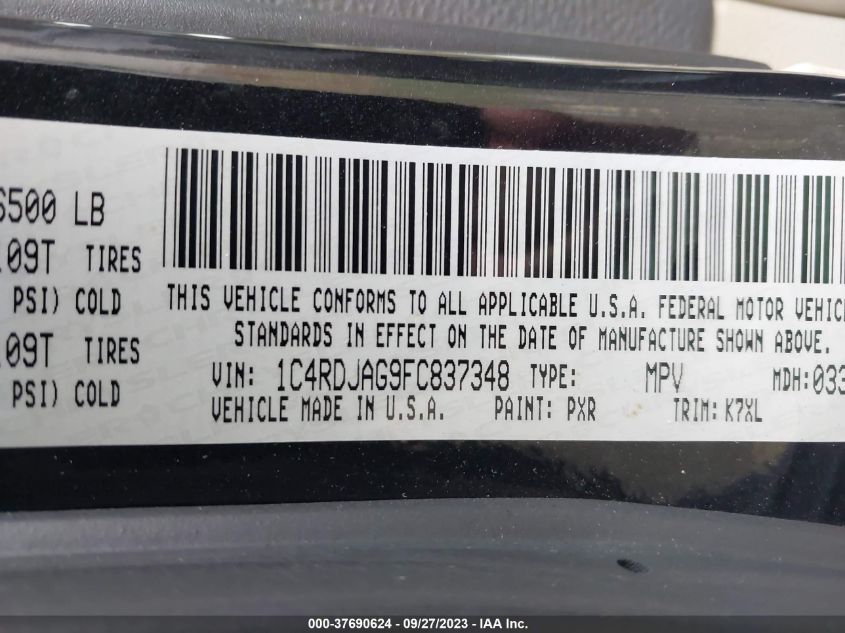 6500 LB
09T TIRES
PSI) COLD
09T TIRES
PSI) COLD
THIS VEHICLE CONFORMS TO ALL APPLICABLE U.S.A. FEDERAL MOTOR VEHIC
STANDARDS IN EFFECT ON THE DATE OF MANUFACTURE SHOWN ABOVE.
VIN: 1C4RDJAG9FC837348 TYPE: MPV MDH:033
VEHICLE MADE IN U.S.A. PAINT: PXR TRIM: K7XL
000-37690624 - 09/27/2023 - IAA Inc.